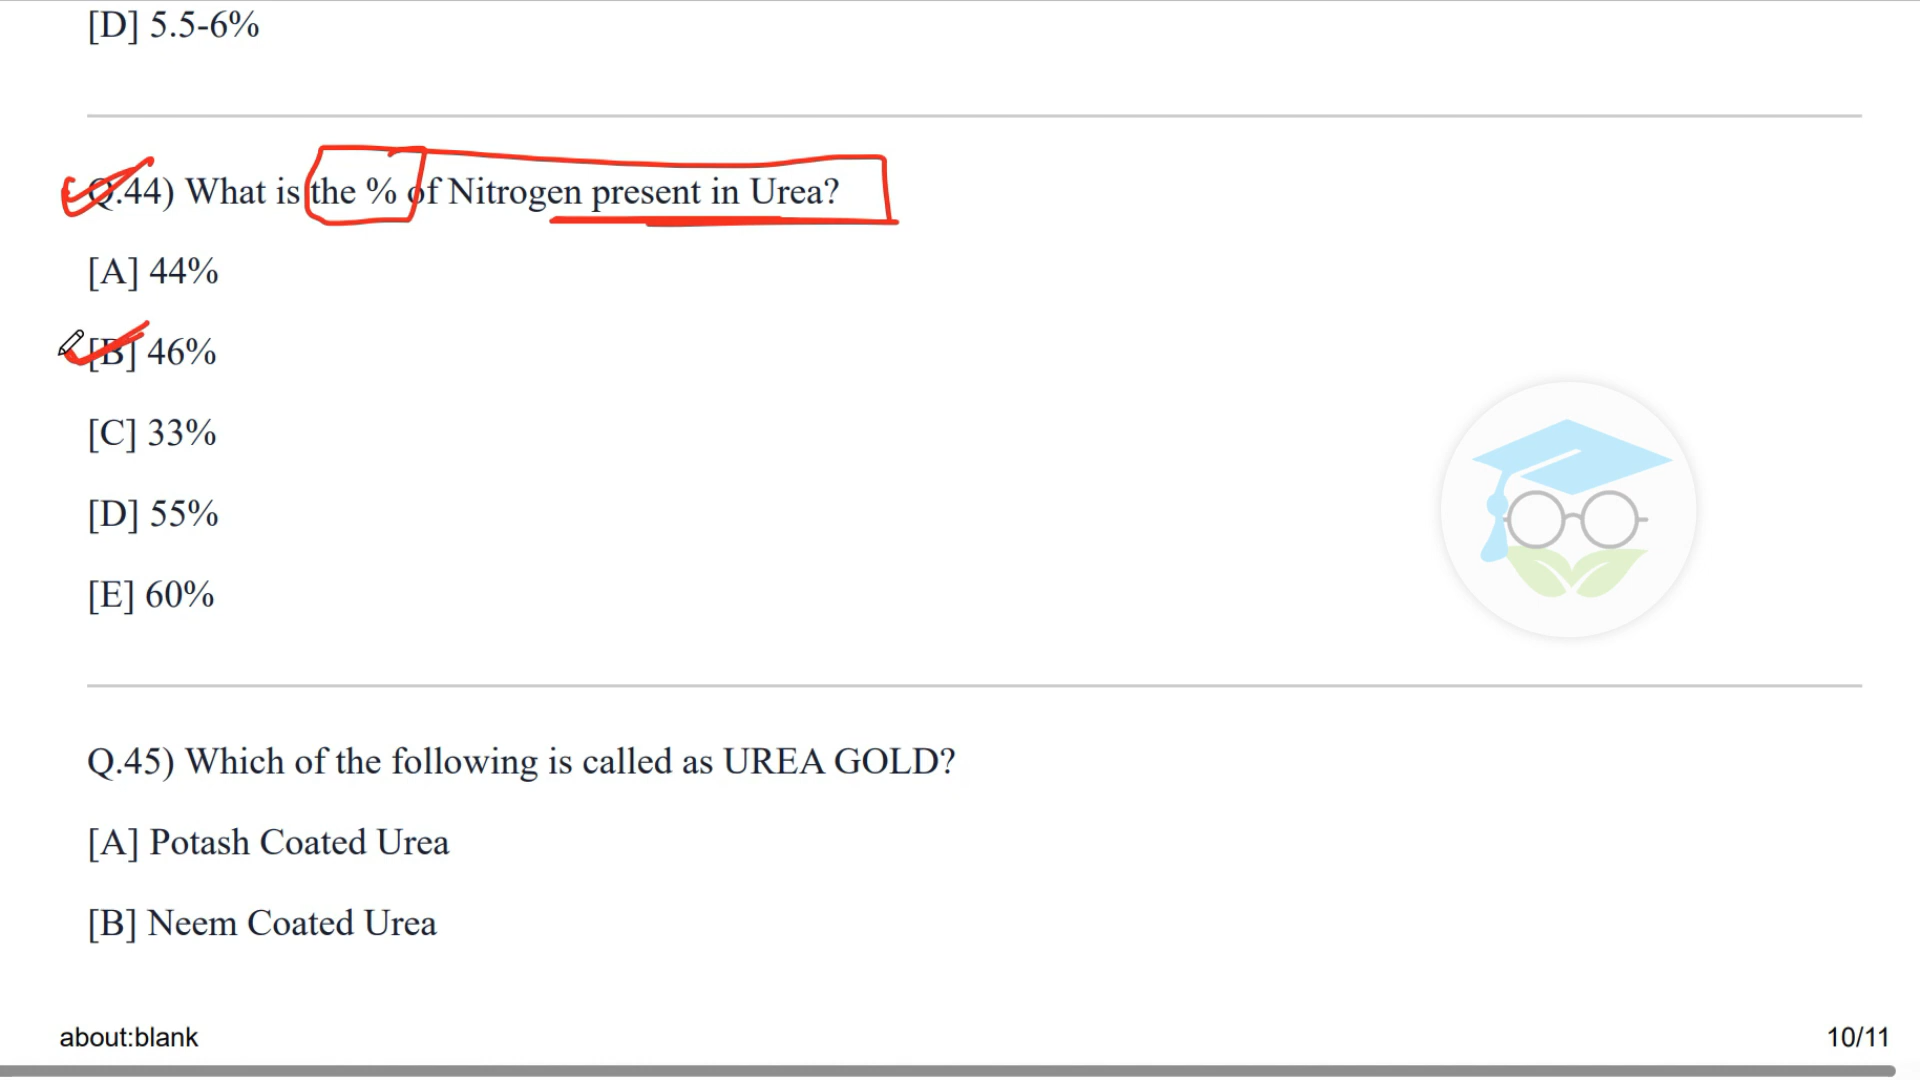 [D] 5.5-6%
Q.44) What is the % of Nitrogen present in Urea?
[A] 44%
[B] 46%
[C] 33%
[D] 55%
[E] 60%
Q.45) Which of the following is called as UREA GOLD?
[A] Potash Coated Urea
[B] Neem Coated Urea
about:blank
10/11